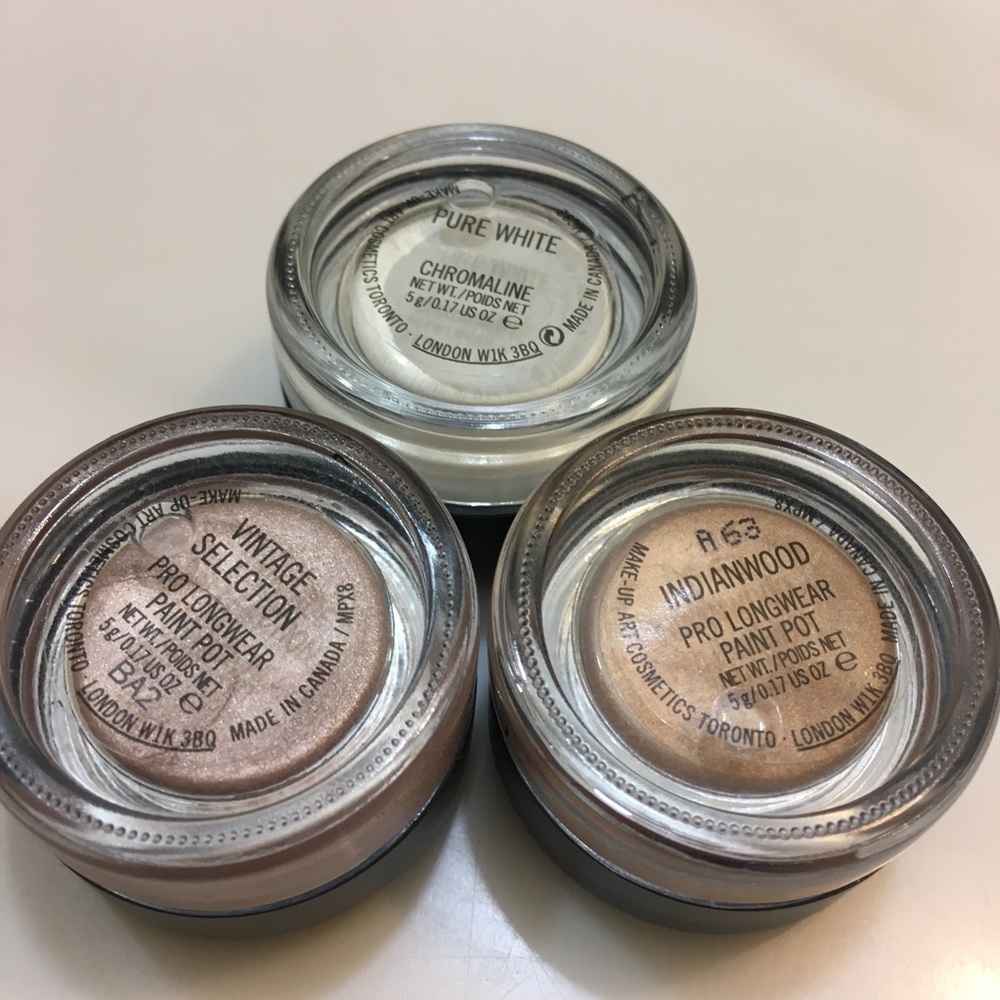 PURE WHITE
CHROMALINE
NET WT./POIDS NET
5 g/0.17 US OZ e
MAKE-UP ART COSMETICS TORONTO · LONDON W1K 3BQ
MADE IN CANADA/
VINTAGE
SELECTION
PRO LONGWEAR
PAINT POT
NET WT./POIDS NET
5 g/0.17 US OZ e
BA2
MAKE-UP ART COSMETICS TORONTO
LONDON W1K 3BQ
MADE IN CANADA / MPX8
A63
INDIANWOOD
PRO LONGWEAR
PAINT POT
NET WT./POIDS NET
5 g/0.17 US OZ e
MAKE-UP ART COSMETICS TORONTO · LONDON W1K 3BQ
MADE IN CANADA / MPX8